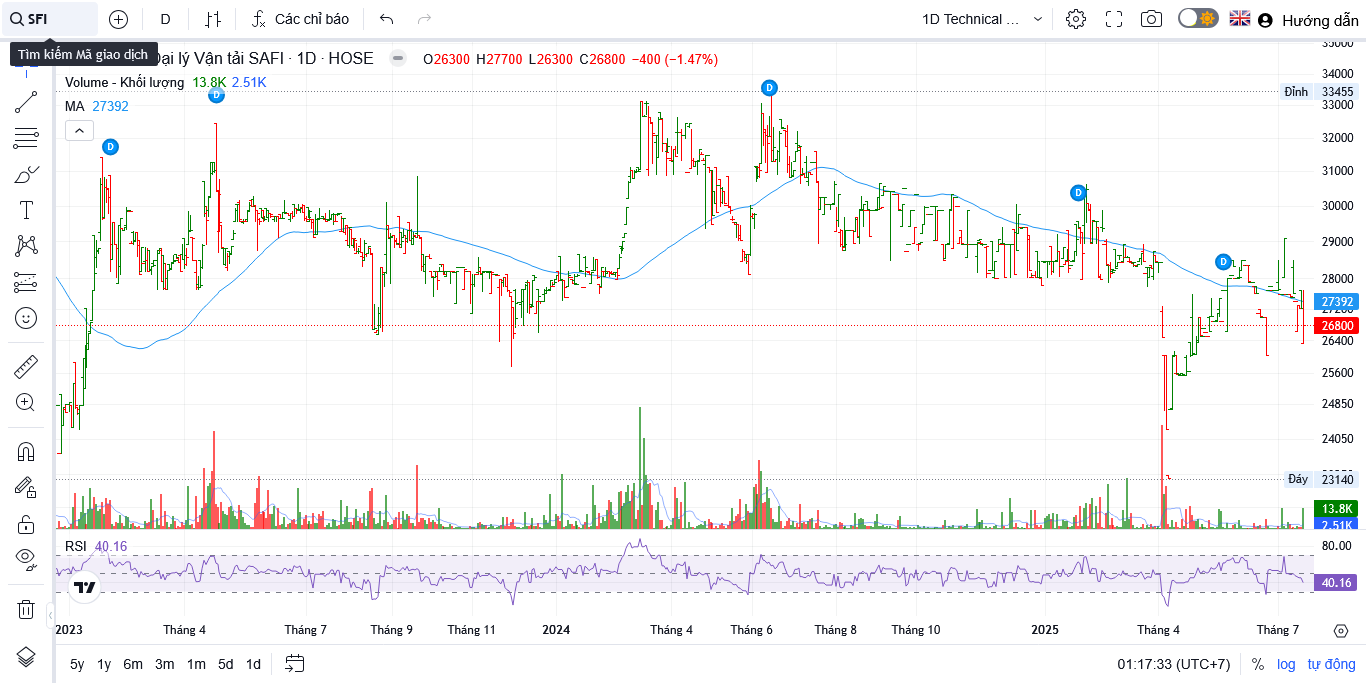 SFI D Các chỉ báo 1D Technical ... Hướng dẫn
Tìm kiếm Mã giao dịch
Đại lý Vận tải SAFI · 1D · HOSE O26300 H27700 L26300 C26800 −400 (−1.47%)
Volume - Khối lượng 13.8K 2.51K
MA 27392
D
D
D
D
D
35000
34000
Đỉnh 33455
33000
32000
31000
30000
29000
28000
27392
27200
26800
26400
25600
24850
24050
Đáy 23140
13.8K
2.51K
RSI 40.16
80.00
40.16
2023 Tháng 4 Tháng 7 Tháng 9 Tháng 11 2024 Tháng 4 Tháng 6 Tháng 8 Tháng 10 2025 Tháng 4 Tháng 7
5y 1y 6m 3m 1m 5d 1d 01:17:33 (UTC+7) % log tự động